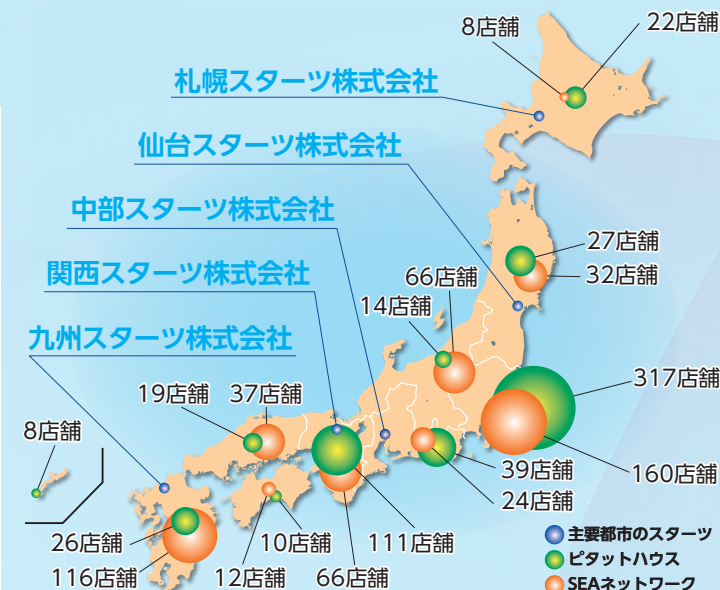 8店舗
22店舗
札幌スターツ株式会社
仙台スターツ株式会社
中部スターツ株式会社
27店舗
関西スターツ株式会社
66店舗
32店舗
14店舗
九州スターツ株式会社
317店舗
19店舗
37店舗
8店舗
39店舗
160店舗
24店舗
26店舗
10店舗
111店舗
116店舗
12店舗
66店舗
主要都市のスターツ
ピタットハウス
SEAネットワーク